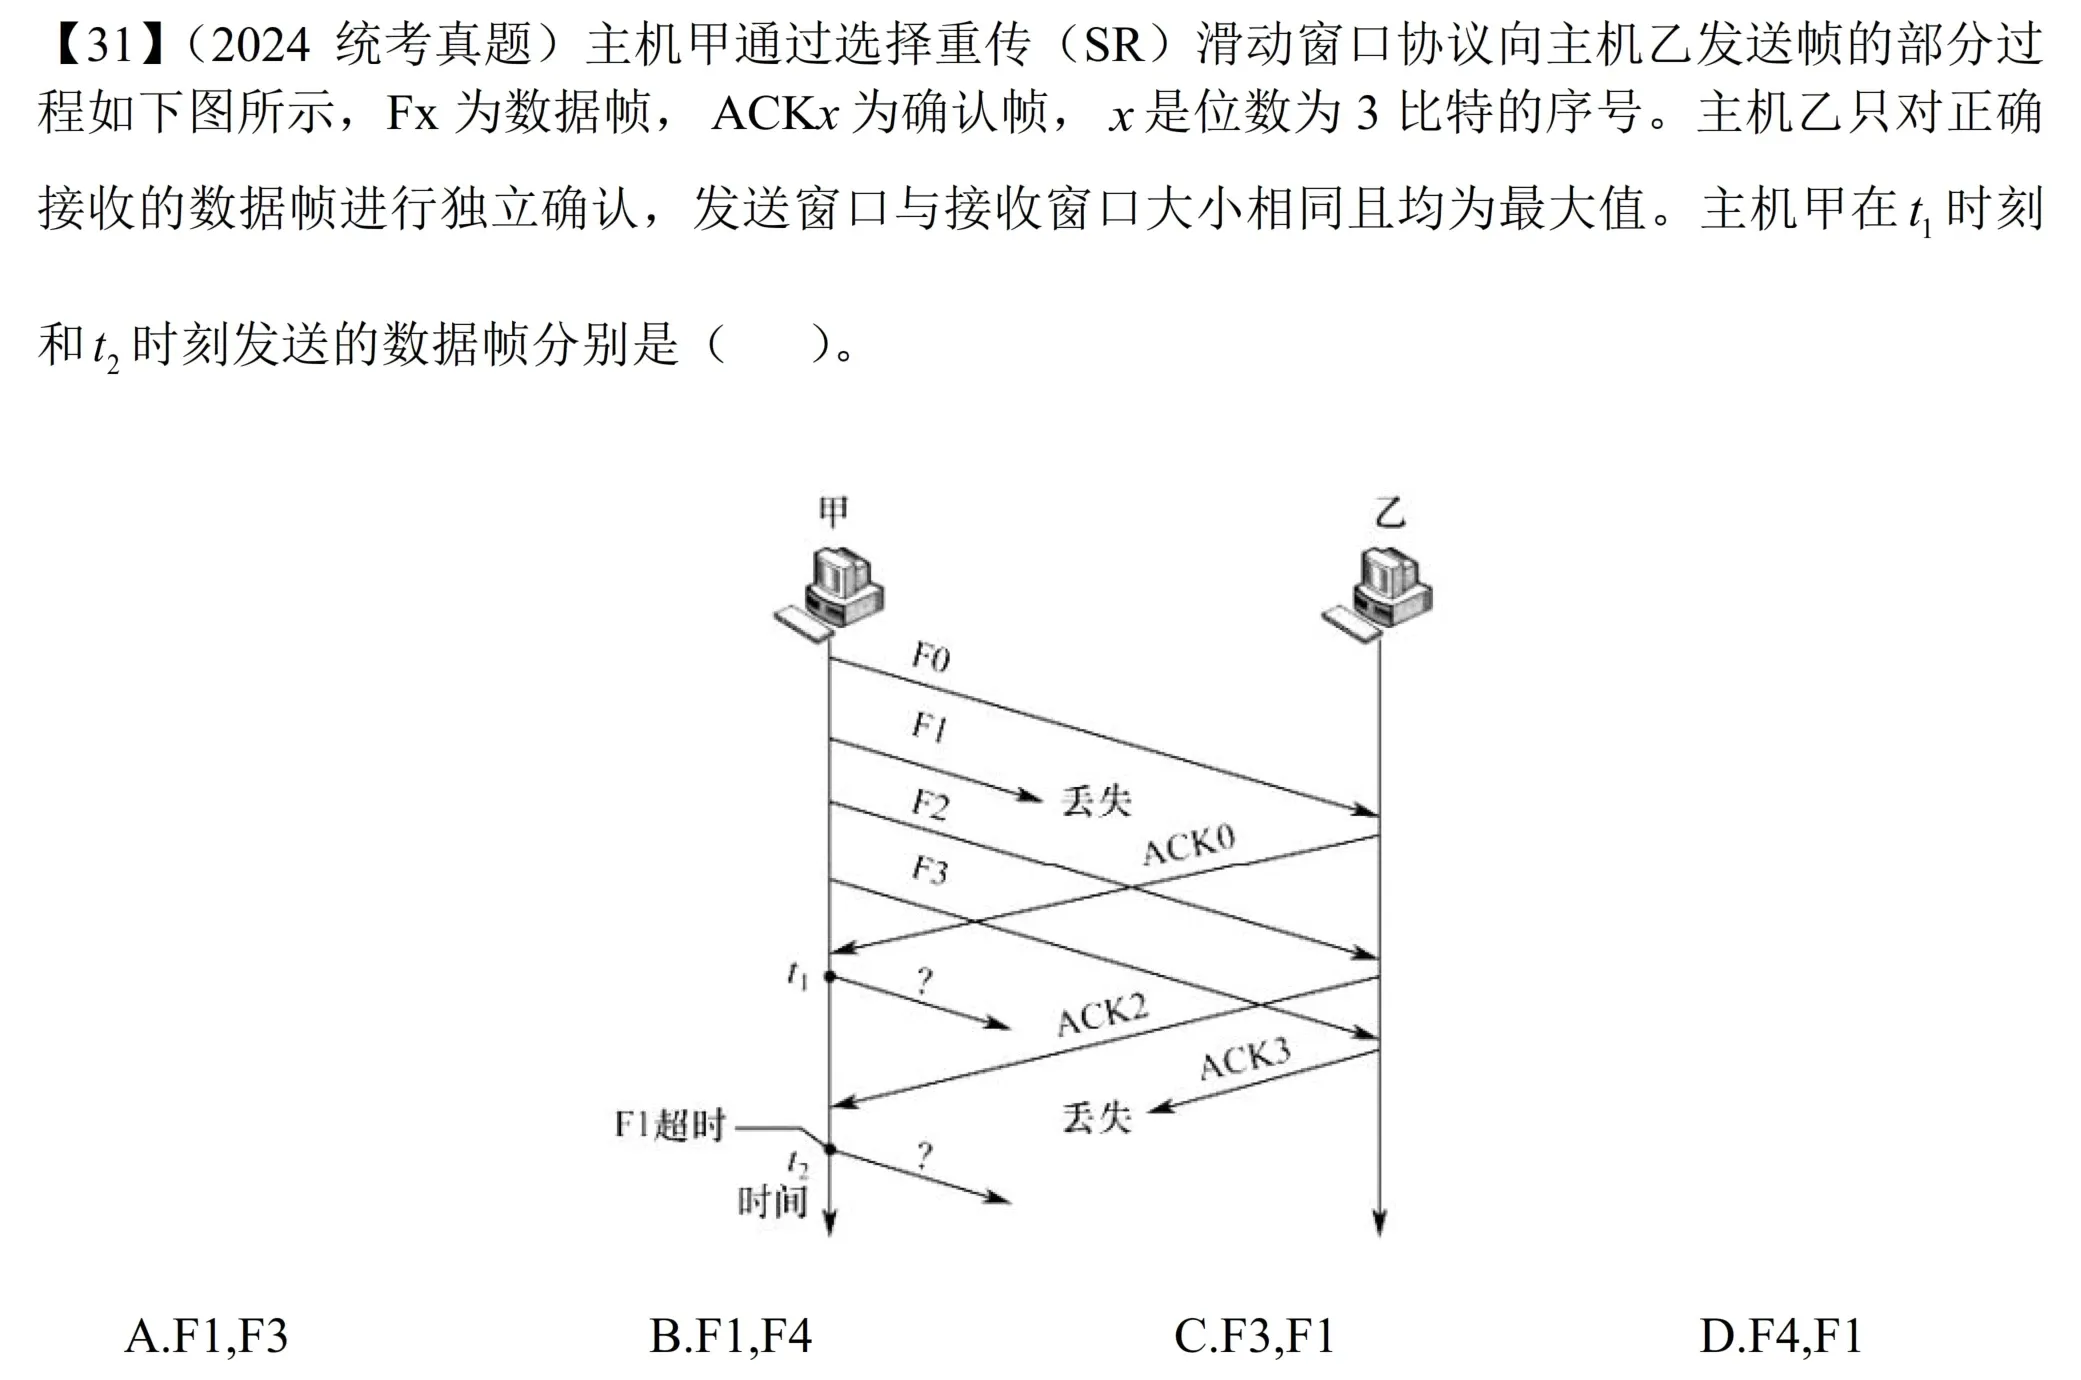 【31】（2024 统考真题）主机甲通过选择重传（SR）滑动窗口协议向主机乙发送帧的部分过
程如下图所示，Fx 为数据帧， ACKx 为确认帧， x 是位数为 3 比特的序号。主机乙只对正确
接收的数据帧进行独立确认，发送窗口与接收窗口大小相同且均为最大值。主机甲在 t₁ 时刻
和 t₂ 时刻发送的数据帧分别是（ ）。
甲 乙
F0
F1
丢失
F2
ACK0
F3
t₁ ?
ACK2
ACK3
丢失
F1超时
t₂ ?
时间
A.F1,F3 B.F1,F4 C.F3,F1 D.F4,F1